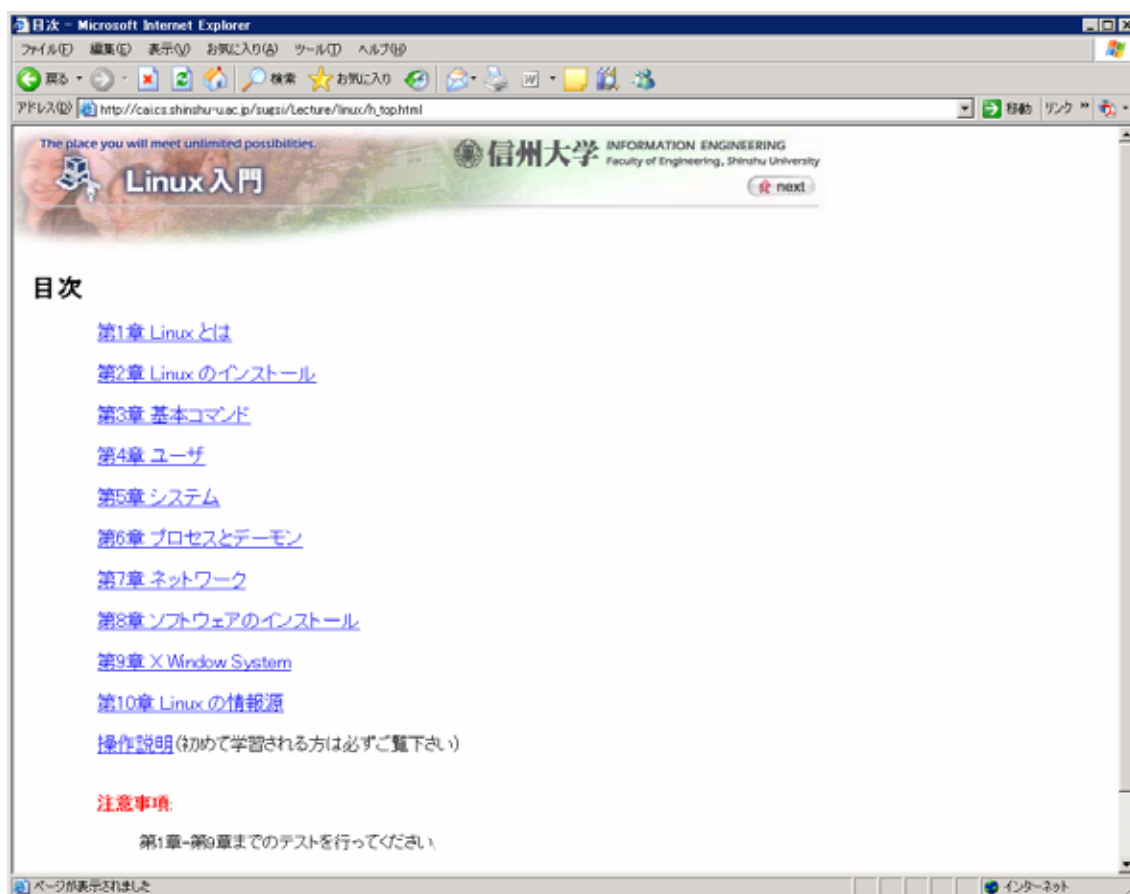 目次 - Microsoft Internet Explorer
ファイル(F) 編集(E) 表示(V) お気に入り(A) ツール(T) ヘルプ(H)
戻る 検索 お気に入り
アドレス(D) http://caics.shinshu-u.ac.jp/sugsi/Lecture/linux/h_top.html 移動 リンク »
The place you will meet unlimited possibilities.
Linux 入門
信州大学 INFORMATION ENGINEERING
Faculty of Engineering, Shinshu University
next
目次
第1章 Linux とは
第2章 Linux のインストール
第3章 基本コマンド
第4章 ユーザ
第5章 システム
第6章 プロセスとデーモン
第7章 ネットワーク
第8章 ソフトウェアのインストール
第9章 X Window System
第10章 Linux の情報源
操作説明(初めて学習される方は必ずご覧下さい)
注意事項:
第1章-第9章までのテストを行ってください.
ページが表示されました インターネット